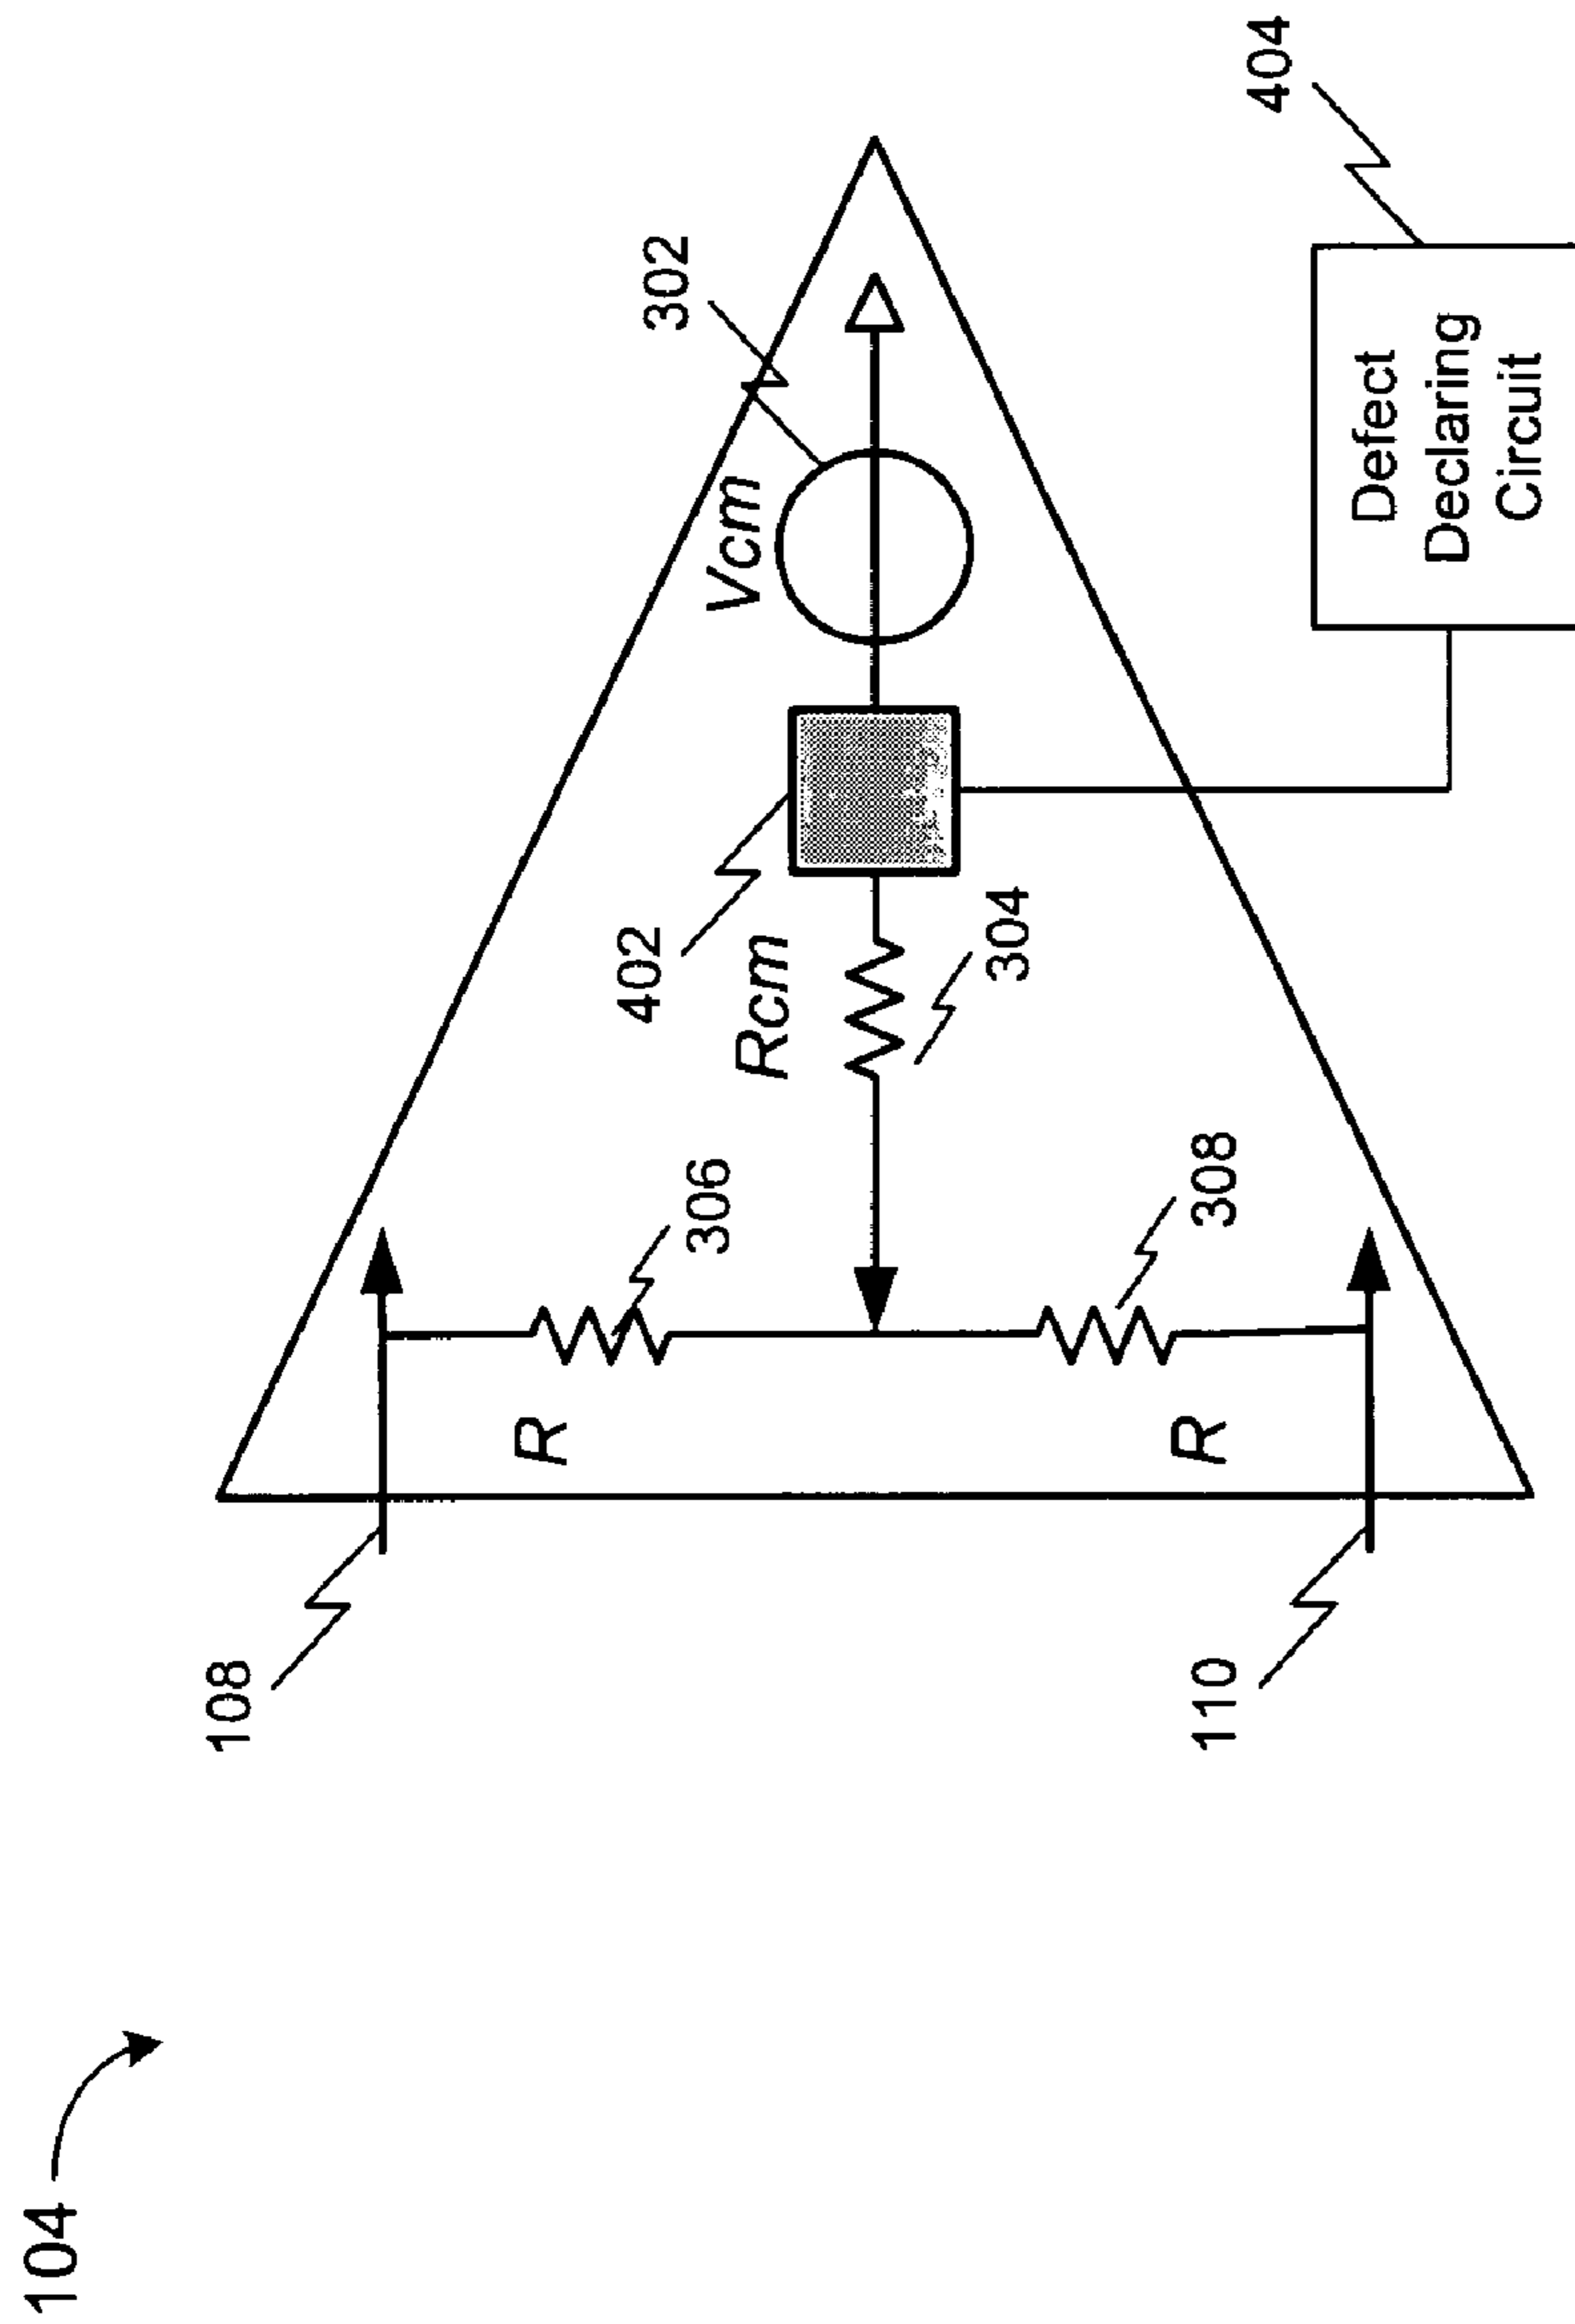 104
108
110
R
R
306
308
Rcm
304
402
Vcm
302
Defect
Declaring
Circuit
404